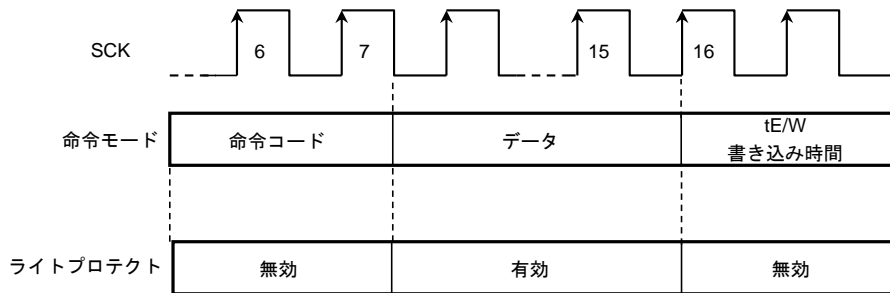 SCK
6
7
15
16
命令モード
命令コード
データ
tE/W
書き込み時間
ライトプロテクト
無効
有効
無効